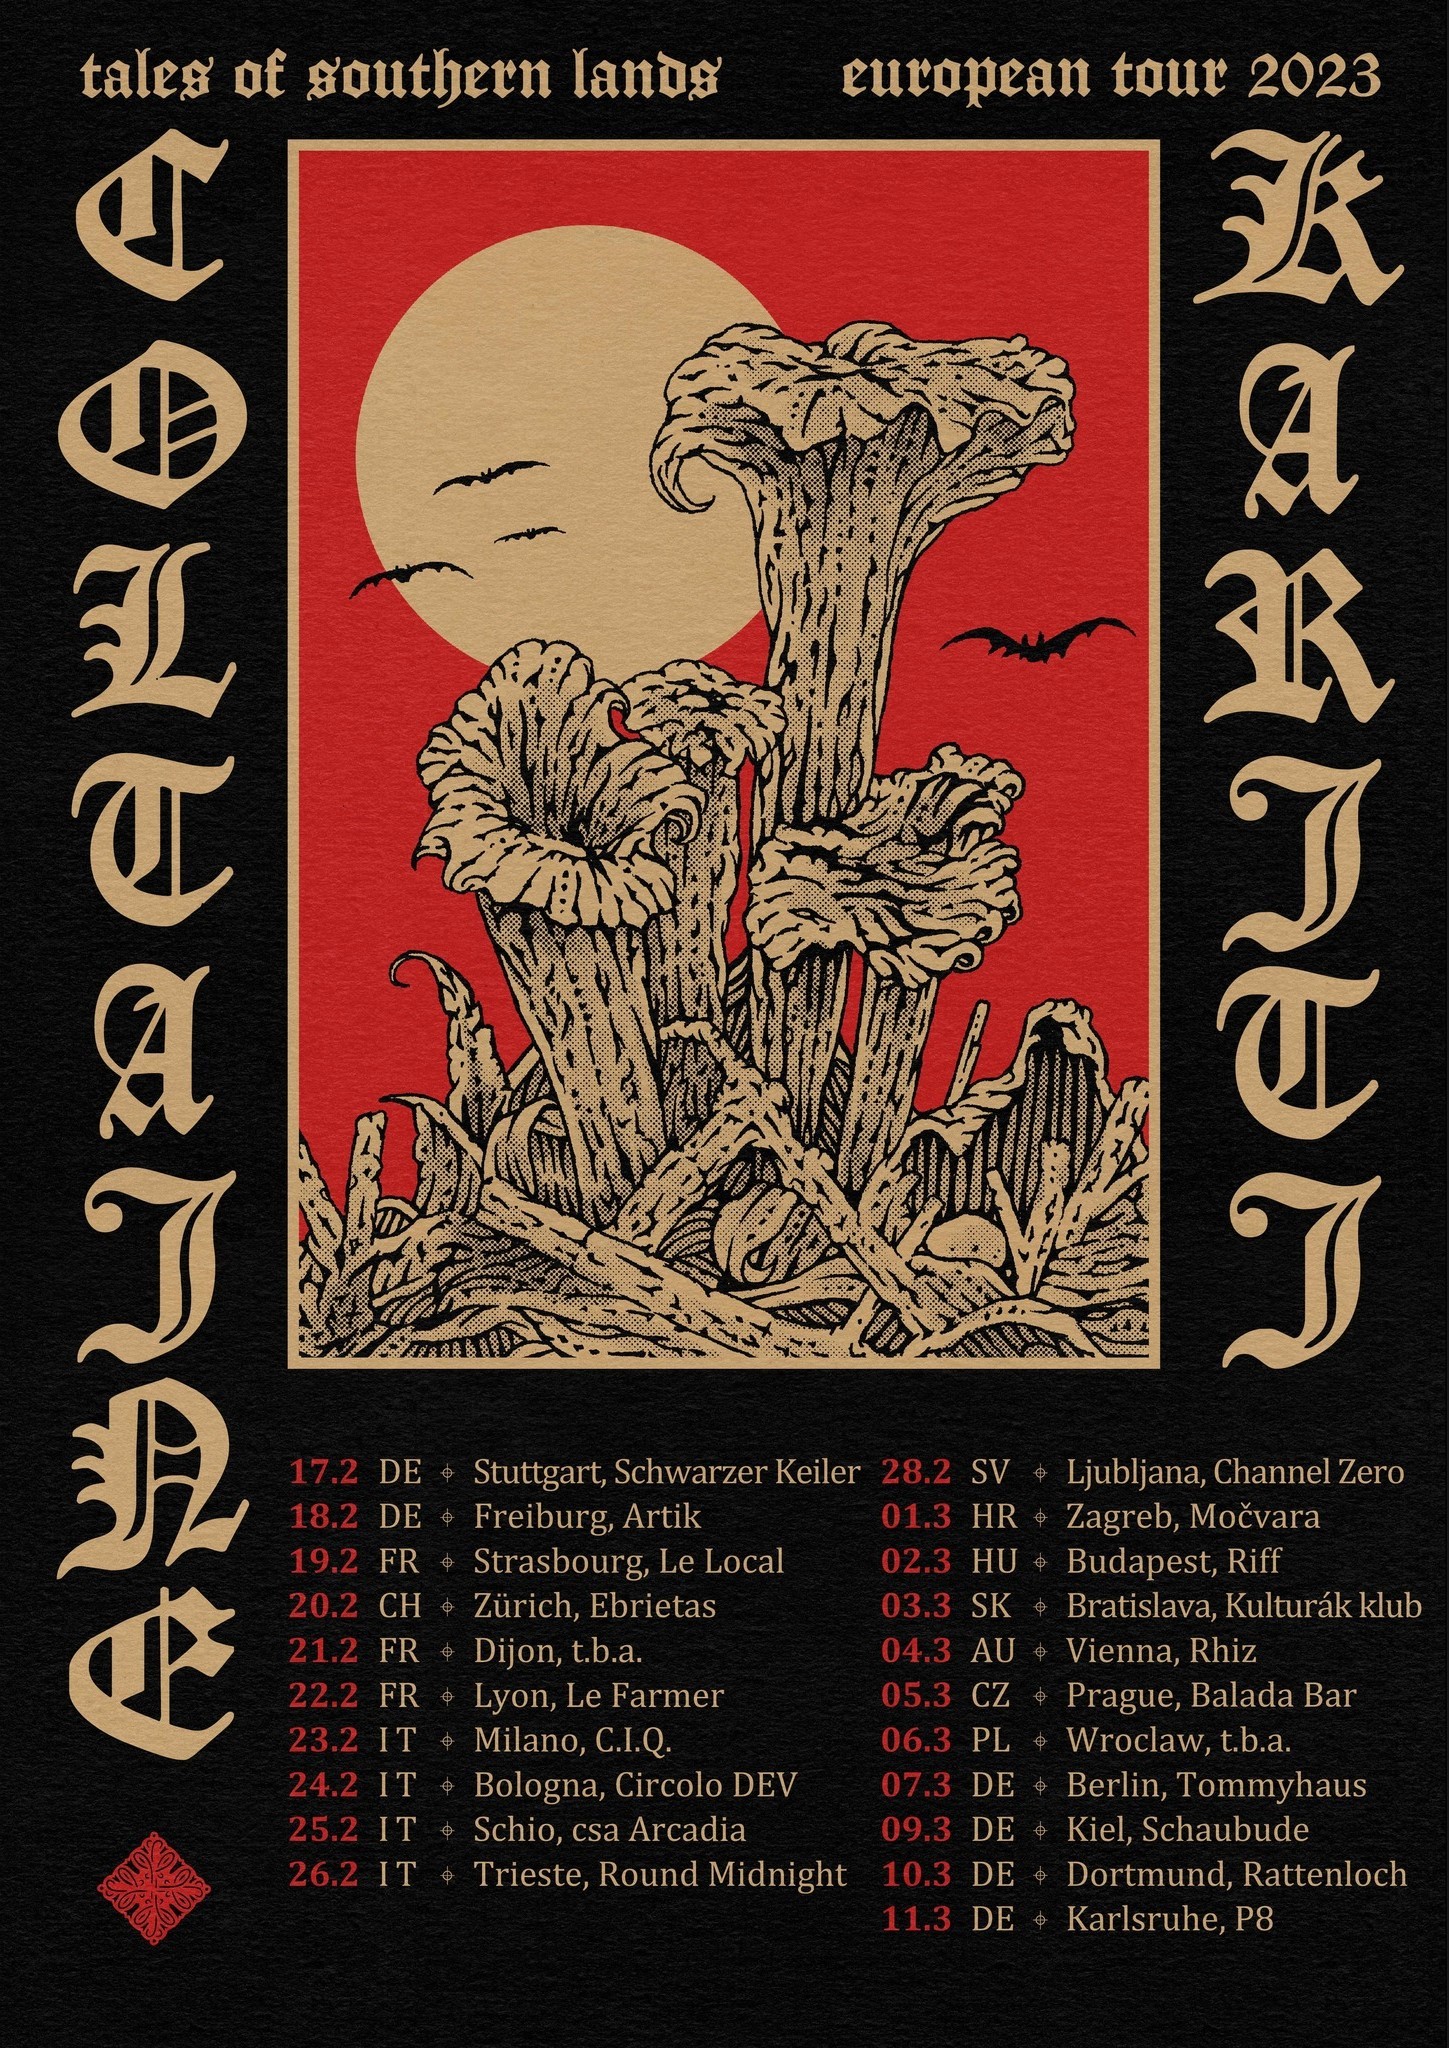 tales of southern lands
european tour 2023
COLTAINE
KARITI
17.2 DE Stuttgart, Schwarzer Keiler
18.2 DE Freiburg, Artik
19.2 FR Strasbourg, Le Local
20.2 CH Zürich, Ebrietas
21.2 FR Dijon, t.b.a.
22.2 FR Lyon, Le Farmer
23.2 IT Milano, C.I.Q.
24.2 IT Bologna, Circolo DEV
25.2 IT Schio, csa Arcadia
26.2 IT Trieste, Round Midnight
28.2 SV Ljubljana, Channel Zero
01.3 HR Zagreb, Močvara
02.3 HU Budapest, Riff
03.3 SK Bratislava, Kulturák klub
04.3 AU Vienna, Rhiz
05.3 CZ Prague, Balada Bar
06.3 PL Wroclaw, t.b.a.
07.3 DE Berlin, Tommyhaus
09.3 DE Kiel, Schaubude
10.3 DE Dortmund, Rattenloch
11.3 DE Karlsruhe, P8